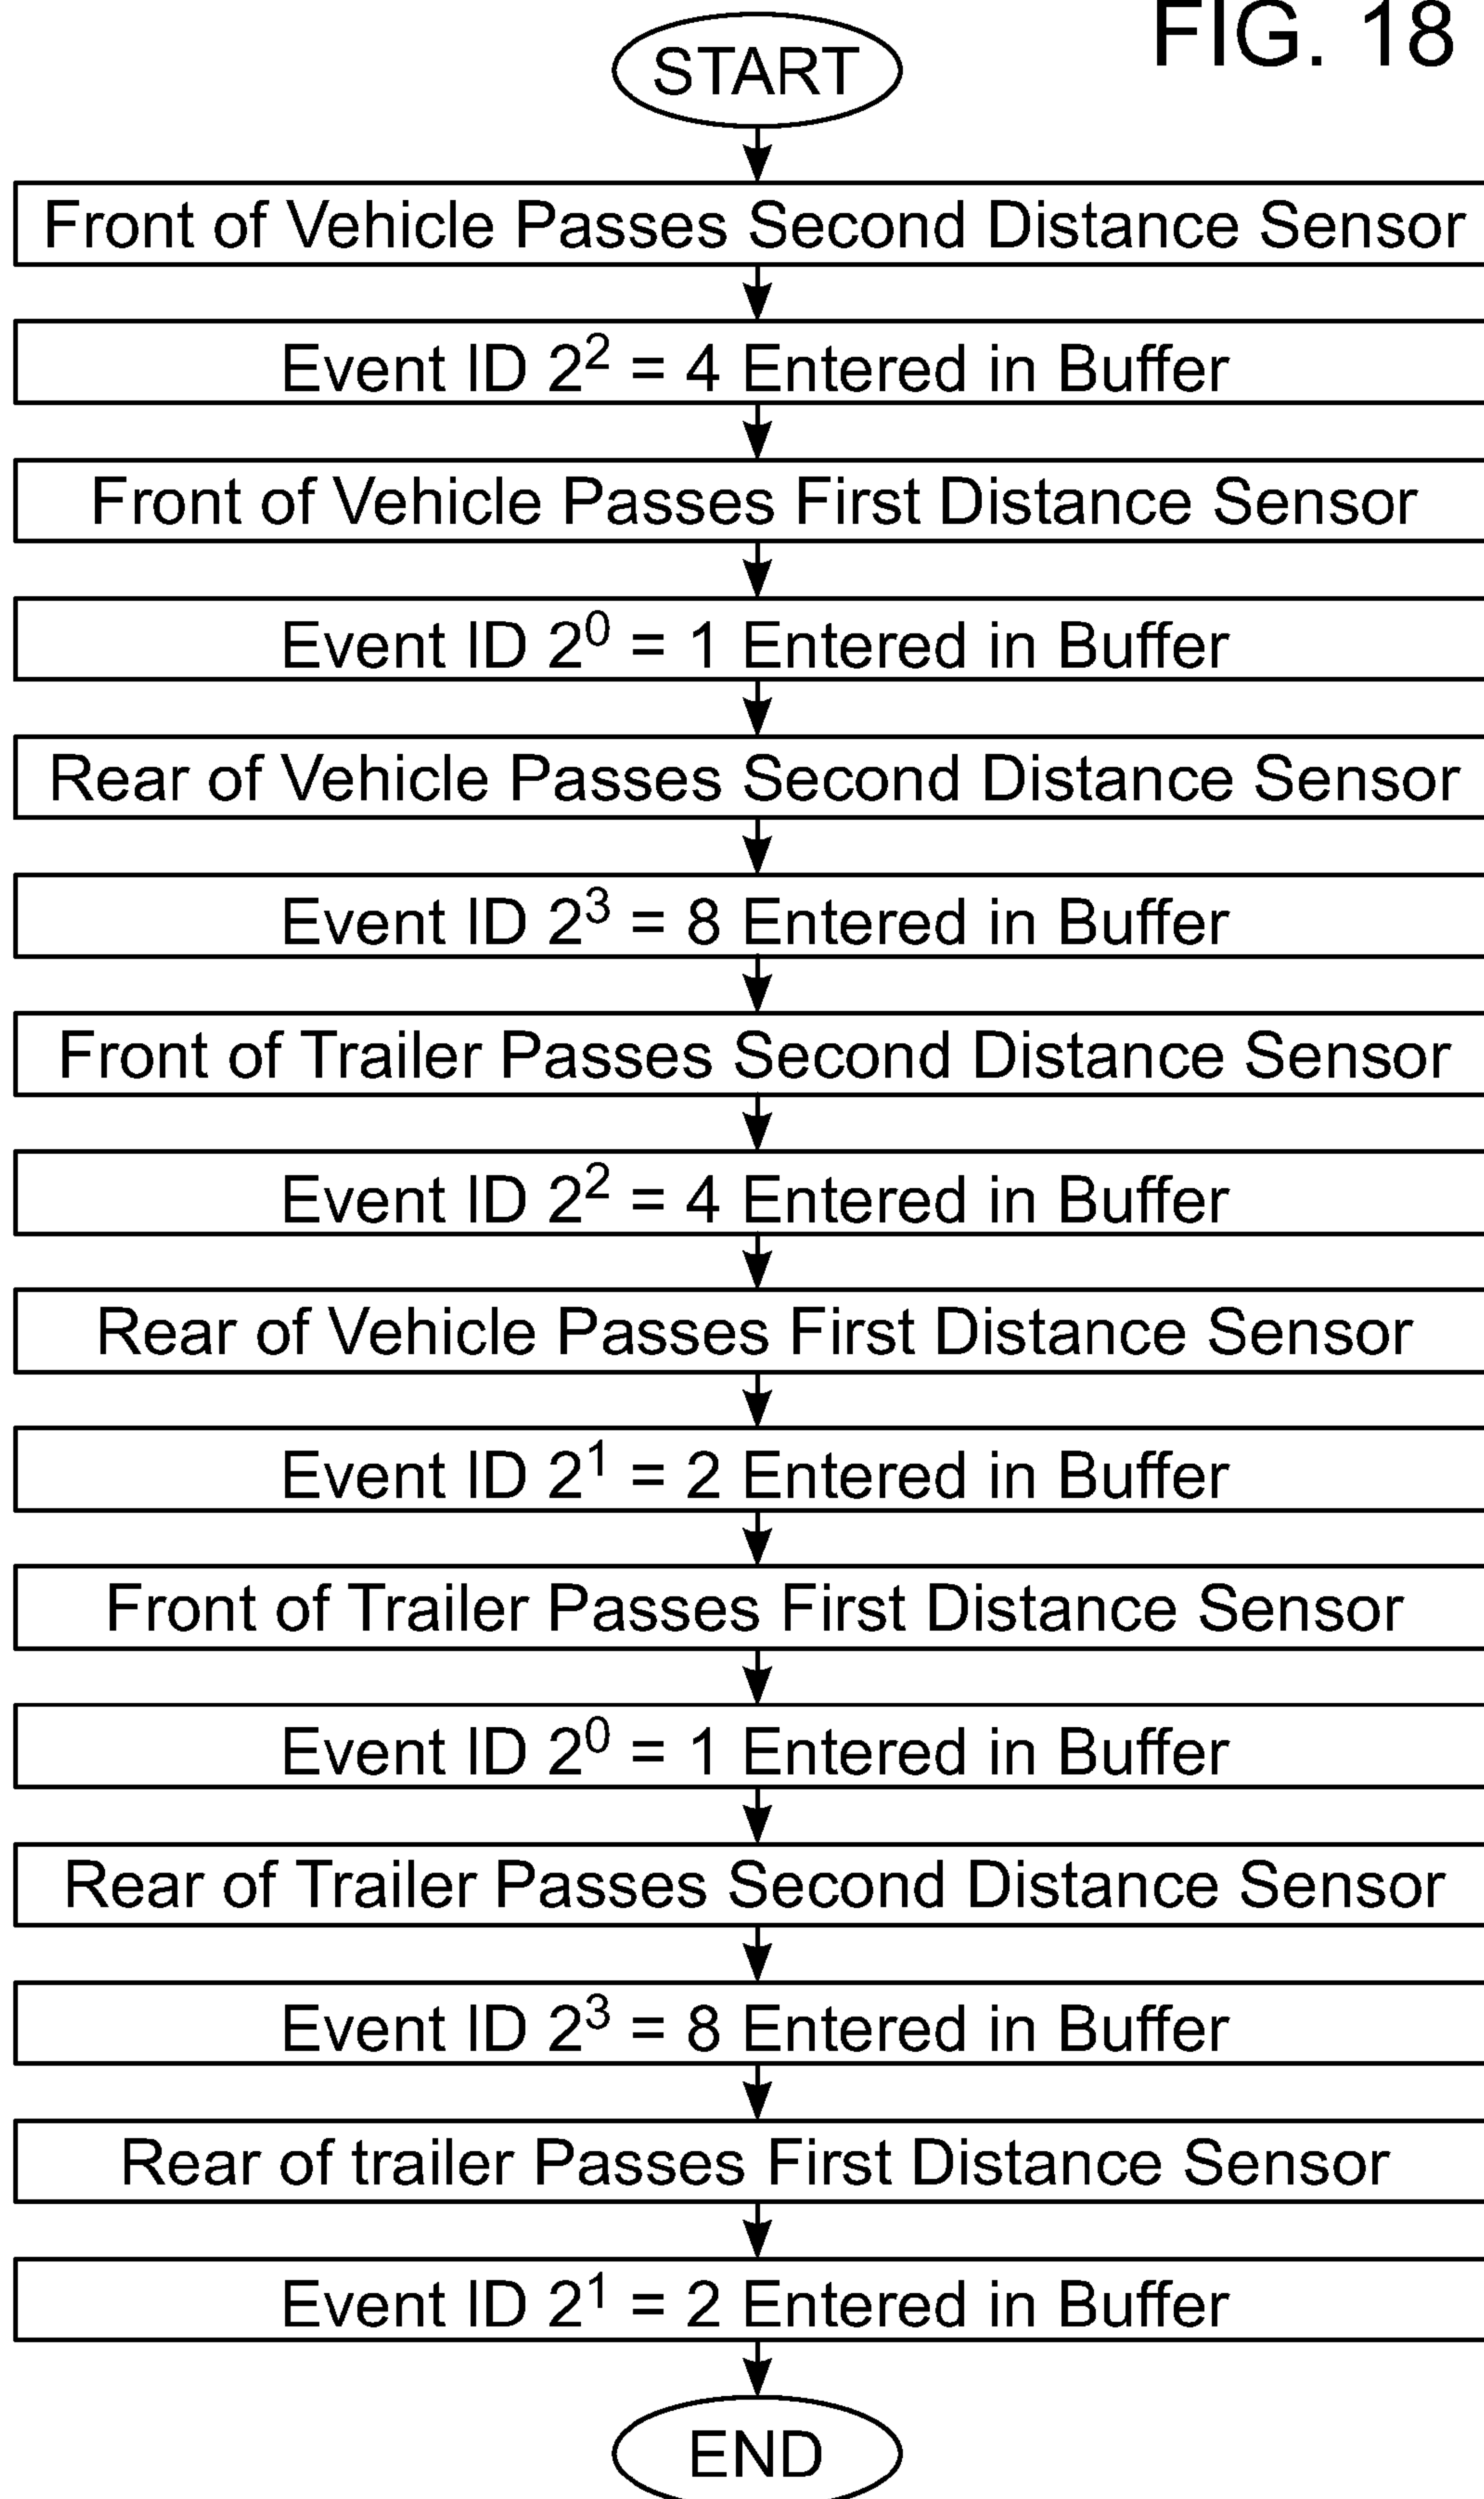 FIG. 18
START
Front of Vehicle Passes Second Distance Sensor
Event ID 2² = 4 Entered in Buffer
Front of Vehicle Passes First Distance Sensor
Event ID 2⁰ = 1 Entered in Buffer
Rear of Vehicle Passes Second Distance Sensor
Event ID 2³ = 8 Entered in Buffer
Front of Trailer Passes Second Distance Sensor
Event ID 2² = 4 Entered in Buffer
Rear of Vehicle Passes First Distance Sensor
Event ID 2¹ = 2 Entered in Buffer
Front of Trailer Passes First Distance Sensor
Event ID 2⁰ = 1 Entered in Buffer
Rear of Trailer Passes Second Distance Sensor
Event ID 2³ = 8 Entered in Buffer
Rear of trailer Passes First Distance Sensor
Event ID 2¹ = 2 Entered in Buffer
END